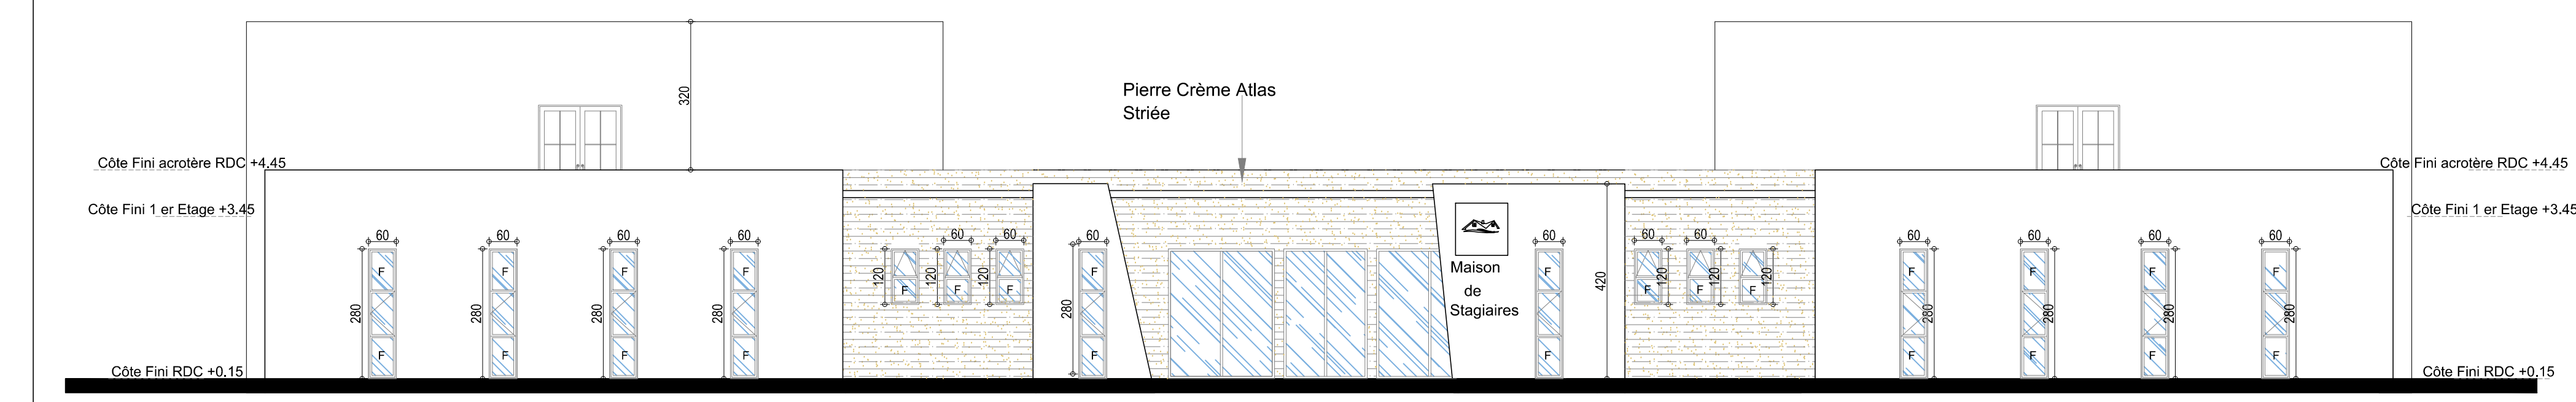 320
Pierre Crème Atlas
Striée
Côte Fini acrotère RDC +4.45
Côte Fini acrotère RDC +4.45
Côte Fini 1 er Etage +3.45
Côte Fini 1 er Etage +3.45
60 60 60 60 60 60 60 60 60 60 60 60 60 60
F F F F F F F F F F
120 120 120 120 120 120
F F F F F F
Maison
de
Stagiaires
420
280 280 280 280 280 280 280 280 280
F F F F F F F F F F
Côte Fini RDC +0.15
Côte Fini RDC +0.15